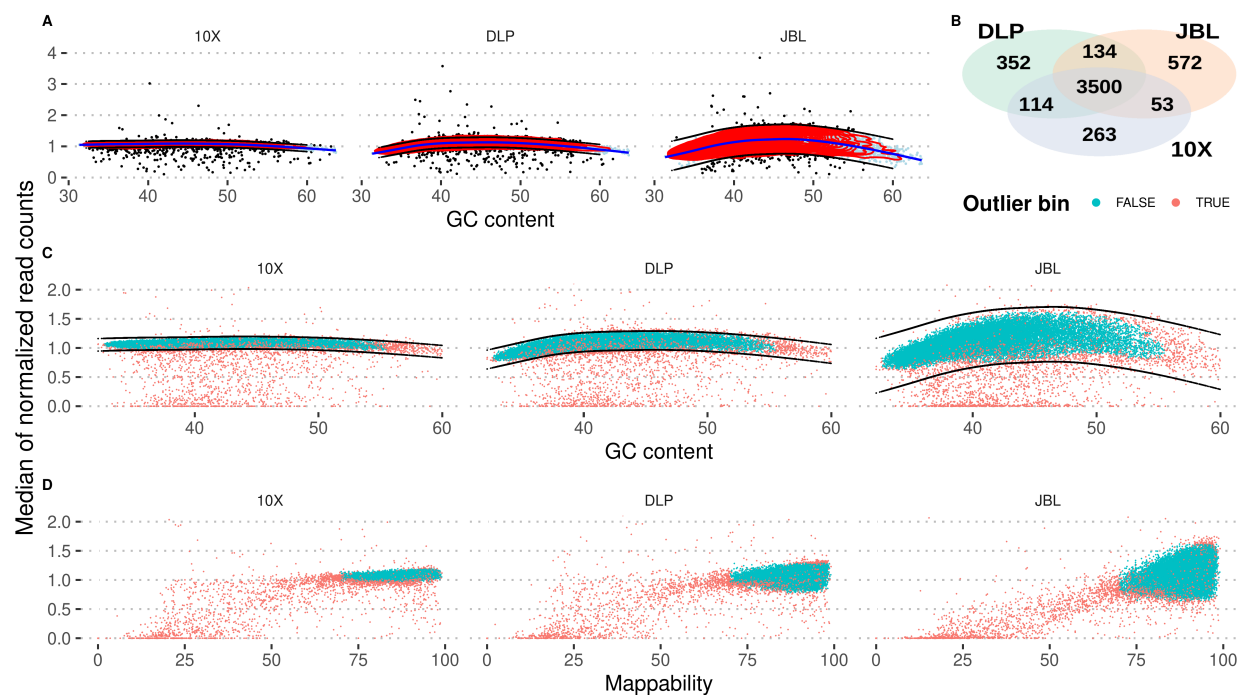 A
10X DLP JBL
4
3
2
1
0
30 40 50 60 30 40 50 60 30 40 50 60
GC content
B
DLP JBL
134
352 572
3500
114 53
263
10X
Outlier bin FALSE TRUE
Median of normalized read counts
C
10X DLP JBL
2.0
1.5
1.0
0.5
0.0
40 50 60 40 50 60 40 50 60
GC content
D
10X DLP JBL
2.0
1.5
1.0
0.5
0.0
0 25 50 75 100 0 25 50 75 100 0 25 50 75 100
Mappability